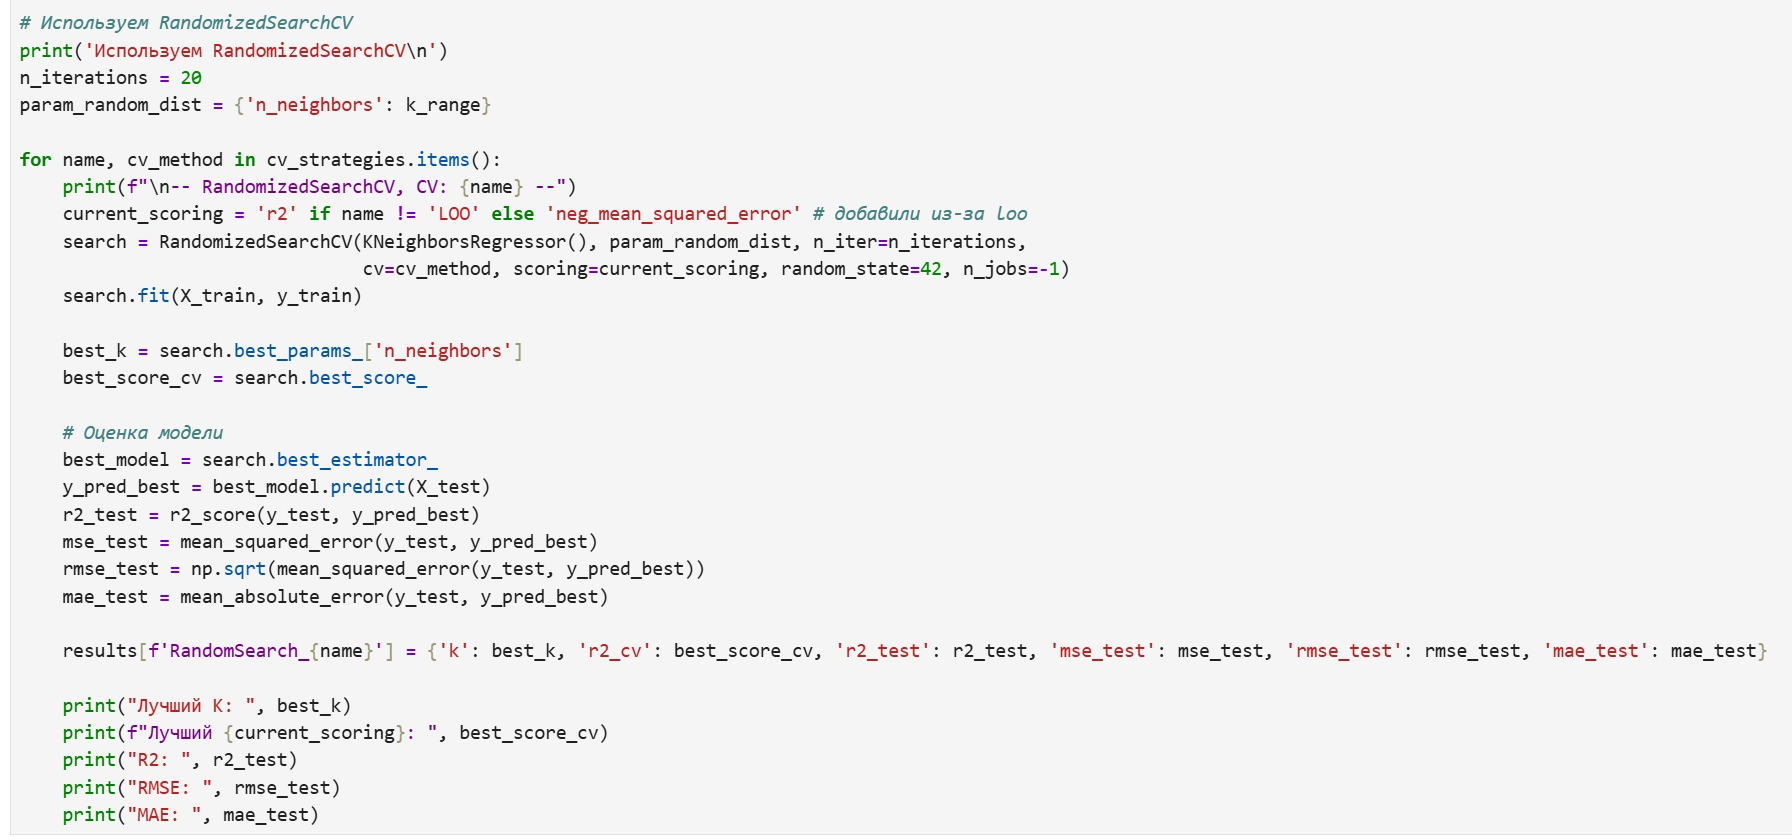 # Используем RandomizedSearchCV
print('Используем RandomizedSearchCV\n')
n_iterations = 20
param_random_dist = {'n_neighbors': k_range}

for name, cv_method in cv_strategies.items():
    print(f"\n-- RandomizedSearchCV, CV: {name} --")
    current_scoring = 'r2' if name != 'LOO' else 'neg_mean_squared_error' # добавили из-за loo
    search = RandomizedSearchCV(KNeighborsRegressor(), param_random_dist, n_iter=n_iterations,
                                cv=cv_method, scoring=current_scoring, random_state=42, n_jobs=-1)
    search.fit(X_train, y_train)

    best_k = search.best_params_['n_neighbors']
    best_score_cv = search.best_score_

    # Оценка модели
    best_model = search.best_estimator_
    y_pred_best = best_model.predict(X_test)
    r2_test = r2_score(y_test, y_pred_best)
    mse_test = mean_squared_error(y_test, y_pred_best)
    rmse_test = np.sqrt(mean_squared_error(y_test, y_pred_best))
    mae_test = mean_absolute_error(y_test, y_pred_best)

    results[f'RandomSearch_{name}'] = {'k': best_k, 'r2_cv': best_score_cv, 'r2_test': r2_test, 'mse_test': mse_test, 'rmse_test': rmse_test, 'mae_test': mae_test}

    print("Лучший K: ", best_k)
    print(f"Лучший {current_scoring}: ", best_score_cv)
    print("R2: ", r2_test)
    print("RMSE: ", rmse_test)
    print("MAE: ", mae_test)